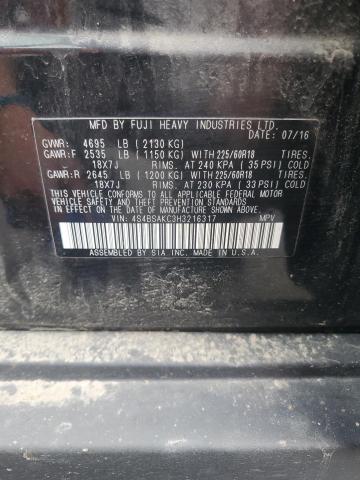 MFD BY FUJI HEAVY INDUSTRIES LTD.
DATE: 07/16
GVWR: 4695 LB (2130 KG)
GAWR:F 2535 LB (1150 KG) WITH 225/60R18 TIRES.
18X7J RIMS. AT 240 KPA (35 PSI) COLD
GAWR:R 2645 LB (1200 KG) WITH 225/60R18 TIRES.
18X7J RIMS. AT 230 KPA (33 PSI) COLD
THIS VEHICLE CONFORMS TO ALL APPLICABLE FEDERAL MOTOR
VEHICLE SAFETY AND THEFT PREVENTION STANDARDS IN EFFECT
ON THE DATE OF MANUFACTURE SHOWN ABOVE.
VIN: 4S4BSAKC3H3216317 MPV
ASSEMBLED BY SIA INC. IN U.S.A.